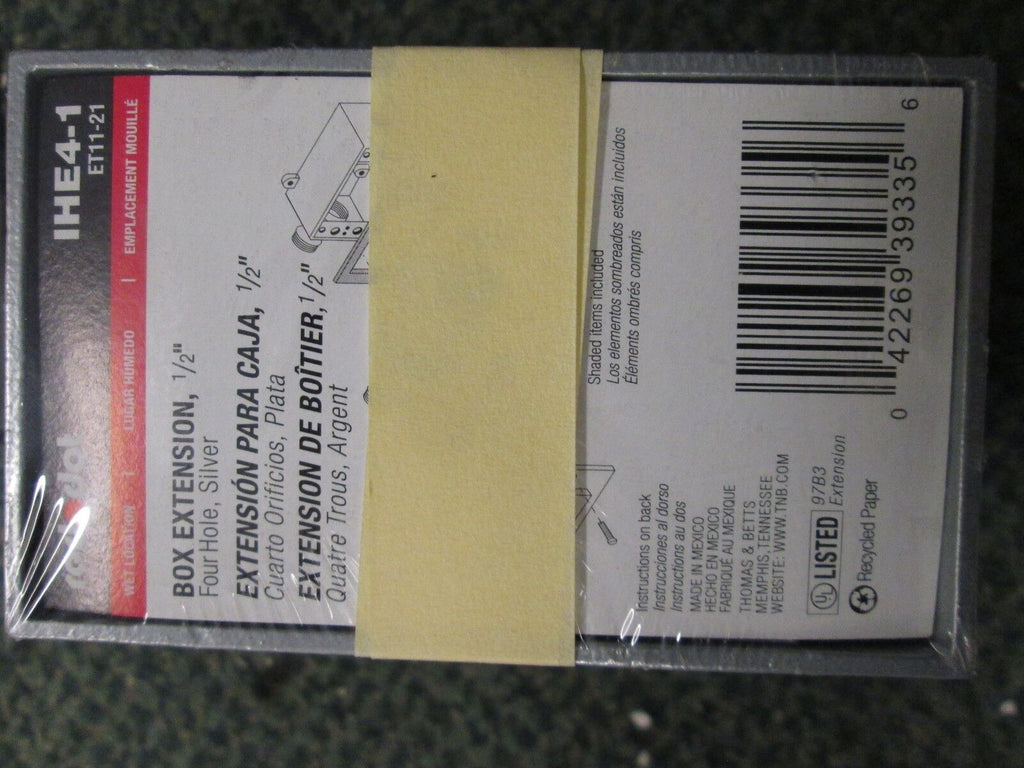 IHE4-1
ET11-21
WET LOCATION | LUGAR HUMEDO | EMPLACEMENT MOUILLÉ
BOX EXTENSION, 1/2"
Four Hole, Silver
EXTENSIÓN PARA CAJA, 1/2"
Cuarto Orificios, Plata
EXTENSION DE BOÎTIER, 1/2"
Quatre Trous, Argent
Shaded items included
Los elementos sombreados están incluidos
Éléments ombrés compris
Instructions on back
Instrucciones al dorso
Instructions au dos
MADE IN MEXICO
HECHO EN MEXICO
FABRIQUÉ AU MEXIQUE
THOMAS & BETTS
MEMPHIS, TENNESSEE
WEBSITE: WWW.TNB.COM
UL LISTED 97B3
Extension
Recycled Paper
0 42269 39335 6